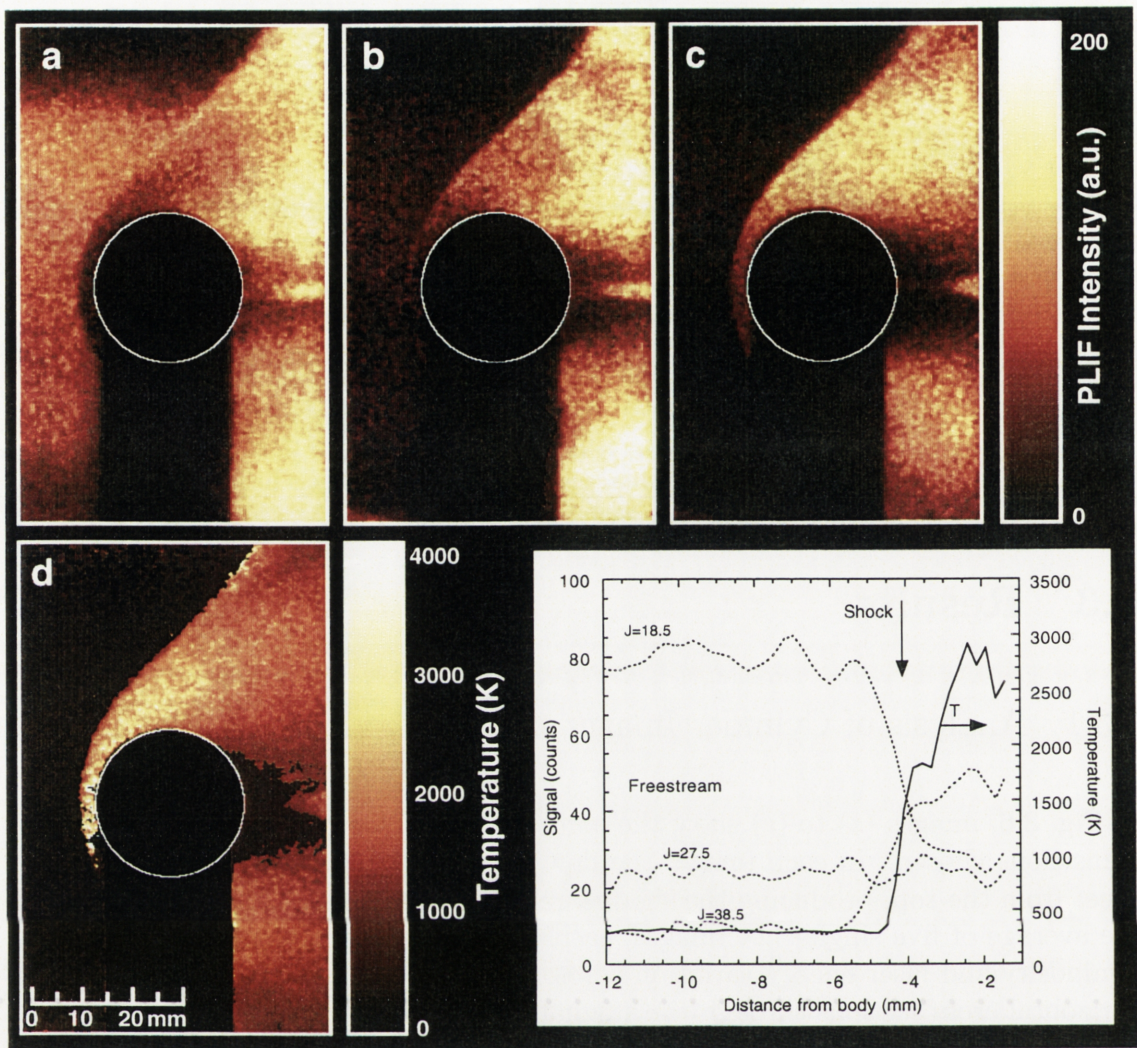 a
b
c
200
PLIF Intensity (a.u.)
0
d
4000
3000
2000
1000
0
Temperature (K)
0 10 20 mm
100
80
60
40
20
0
Signal (counts)
3500
3000
2500
2000
1500
1000
500
0
Temperature (K)
J=18.5
Shock
T
Freestream
J=27.5
J=38.5
-12 -10 -8 -6 -4 -2
Distance from body (mm)